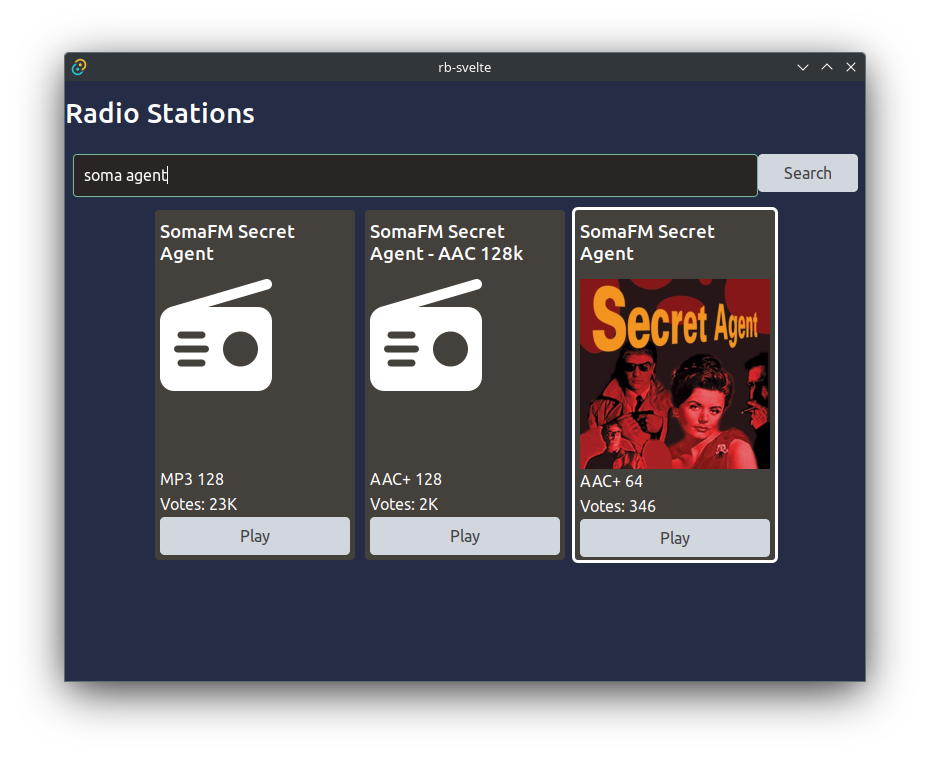 rb-svelte
Radio Stations
soma agent
Search
SomaFM Secret
Agent
MP3 128
Votes: 23K
Play
SomaFM Secret
Agent - AAC 128k
AAC+ 128
Votes: 2K
Play
SomaFM Secret
Agent
Secret Agent
AAC+ 64
Votes: 346
Play